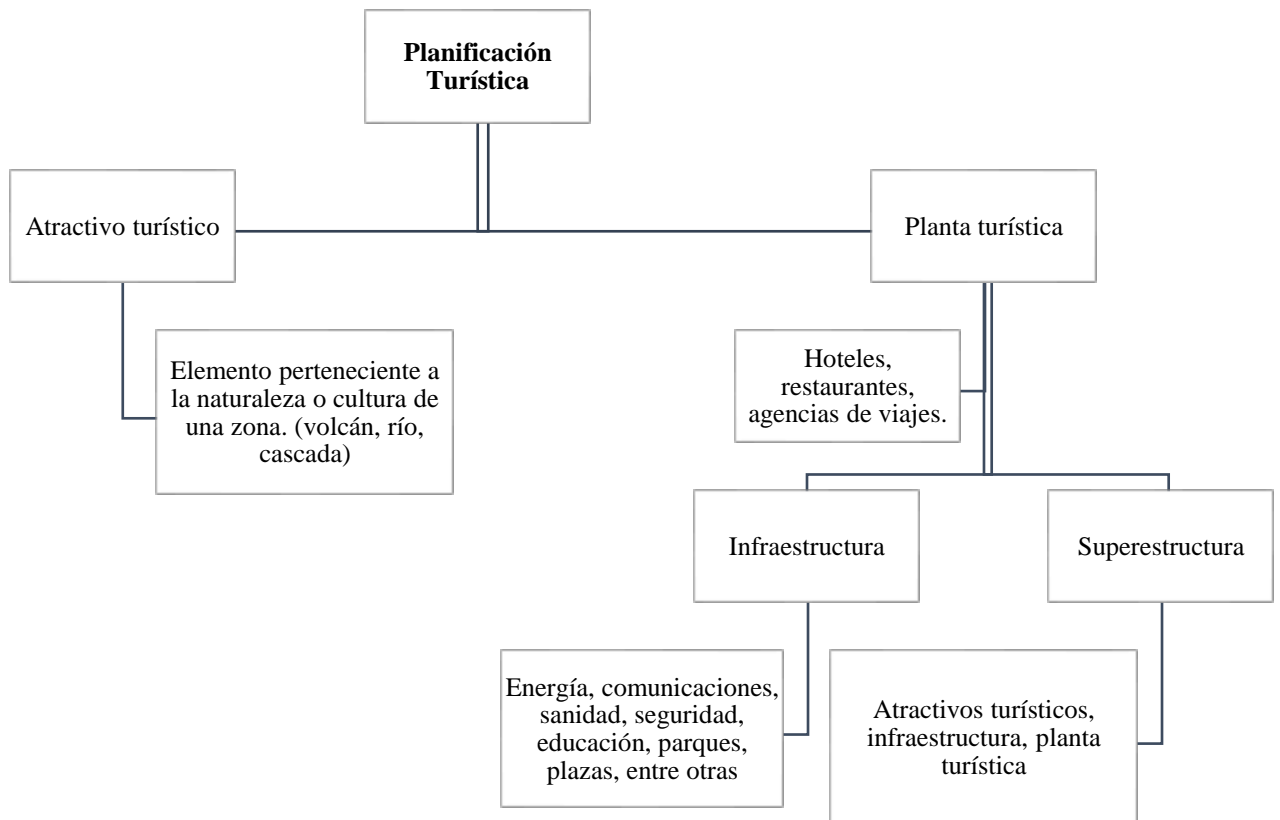 Planificación
Turística
Atractivo turístico
Planta turística
Elemento perteneciente a
la naturaleza o cultura de
una zona. (volcán, río,
cascada)
Hoteles,
restaurantes,
agencias de viajes.
Infraestructura
Superestructura
Energía, comunicaciones,
sanidad, seguridad,
educación, parques,
plazas, entre otras
Atractivos turísticos,
infraestructura, planta
turística